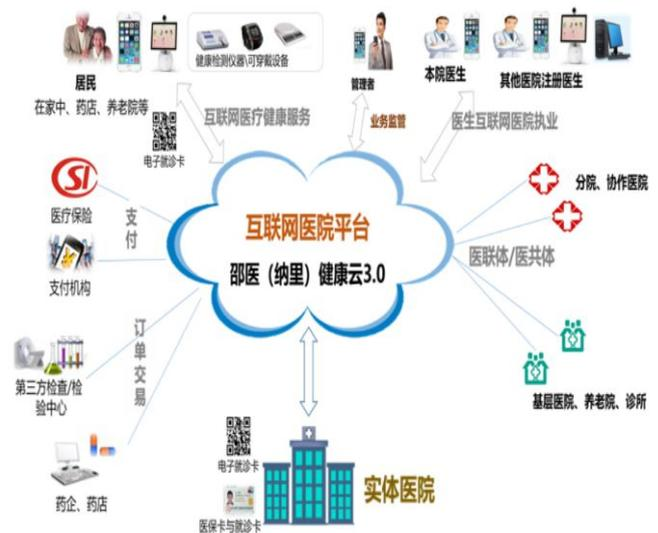 居民
在家中、药店、养老院等
健康检测仪器\可穿戴设备
管理者
本院医生
其他医院注册医生
电子就诊卡
互联网医疗健康服务
业务监管
医生互联网医院执业
SI
医疗保险
支付
支付机构
互联网医院平台
邵医（纳里）健康云3.0
分院、协作医院
医联体/医共体
基层医院、养老院、诊所
订单交易
第三方检查/检
验中心
药企、药店
电子就诊卡
医保卡与就诊卡
实体医院